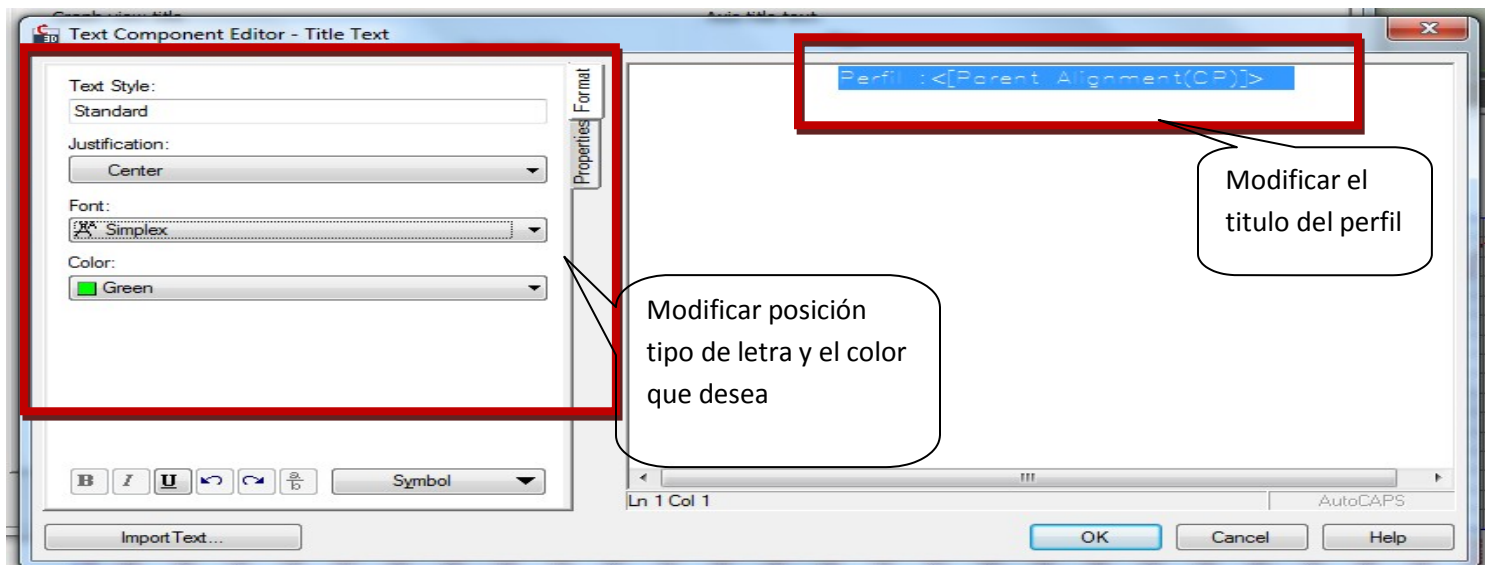 Text Component Editor - Title Text
Text Style:
Standard
Justification:
Center
Font:
Simplex
Color:
Green
Format
Properties
B I U Symbol
Import Text...
Perfil :<[Parent Alignment(CP)]>
Modificar el
titulo del perfil
Modificar posición
tipo de letra y el color
que desea
Ln 1 Col 1
AutoCAPS
OK Cancel Help